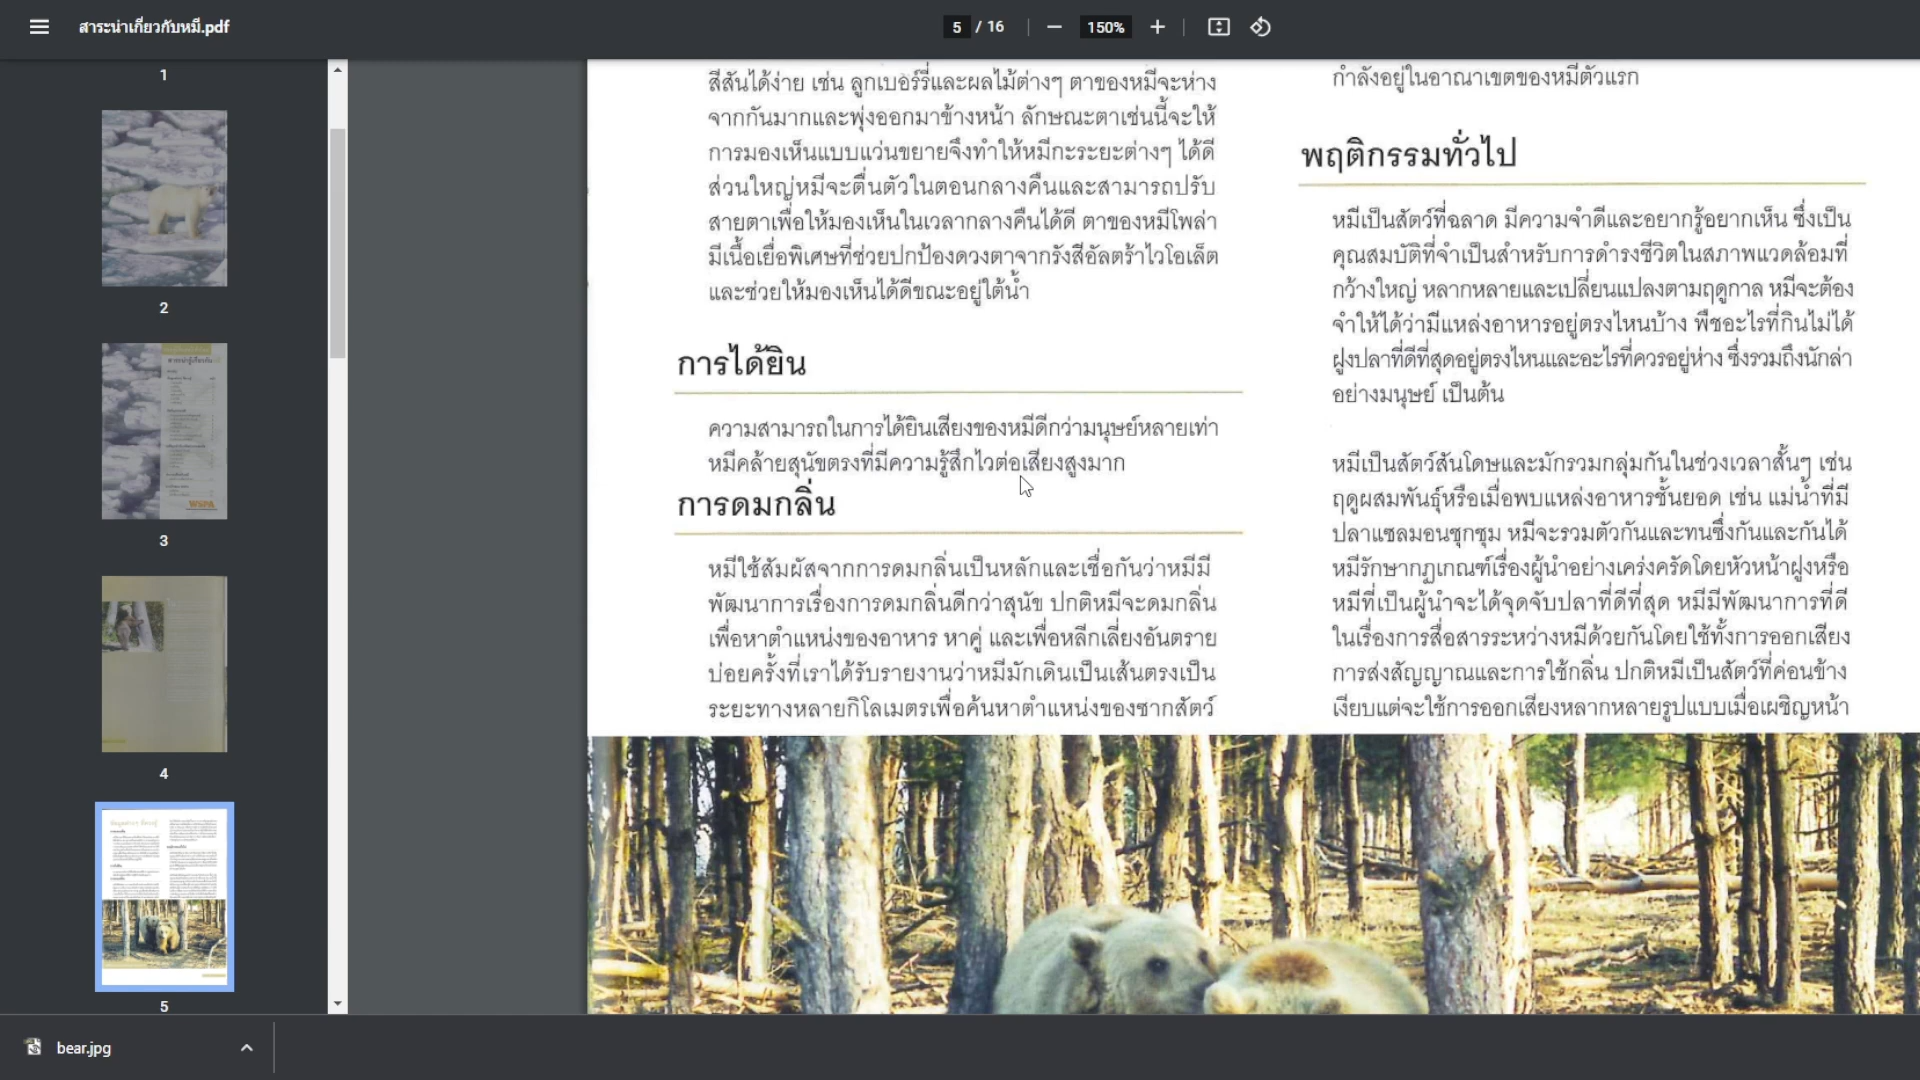 สาระน่าเกี่ยวกับหมี.pdf
5 / 16
150%
1
2
3
4
5
WSPA
สีสันได้ง่าย เช่น ลูกเบอร์รี่และผลไม้ต่างๆ ตาของหมีจะห่าง
จากกันมากและพุ่งออกมาข้างหน้า ลักษณะตาเช่นนี้จะให้
การมองเห็นแบบแว่นขยายจึงทำให้หมีกะระยะต่างๆ ได้ดี
ส่วนใหญ่หมีจะตื่นตัวในตอนกลางคืนและสามารถปรับ
สายตาเพื่อให้มองเห็นในเวลากลางคืนได้ดี ตาของหมีโพล่า
มีเนื้อเยื่อพิเศษที่ช่วยปกป้องดวงตาจากรังสีอัลตร้าไวโอเล็ต
และช่วยให้มองเห็นได้ดีขณะอยู่ใต้น้ำ
การได้ยิน
ความสามารถในการได้ยินเสียงของหมีดีกว่ามนุษย์หลายเท่า
หมีคล้ายสุนัขตรงที่มีความรู้สึกไวต่อเสียงสูงมาก
การดมกลิ่น
หมีใช้สัมผัสจากการดมกลิ่นเป็นหลักและเชื่อกันว่าหมีมี
พัฒนาการเรื่องการดมกลิ่นดีกว่าสุนัข ปกติหมีจะดมกลิ่น
เพื่อหาตำแหน่งของอาหาร หาคู่ และเพื่อหลีกเลี่ยงอันตราย
บ่อยครั้งที่เราได้รับรายงานว่าหมีมักเดินเป็นเส้นตรงเป็น
ระยะทางหลายกิโลเมตรเพื่อค้นหาตำแหน่งของซากสัตว์
กำลังอยู่ในอาณาเขตของหมีตัวแรก
พฤติกรรมทั่วไป
หมีเป็นสัตว์ที่ฉลาด มีความจำดีและอยากรู้อยากเห็น ซึ่งเป็น
คุณสมบัติที่จำเป็นสำหรับการดำรงชีวิตในสภาพแวดล้อมที่
กว้างใหญ่ หลากหลายและเปลี่ยนแปลงตามฤดูกาล หมีจะต้อง
จำให้ได้ว่ามีแหล่งอาหารอยู่ตรงไหนบ้าง พืชอะไรที่กินไม่ได้
ฝูงปลาที่ดีที่สุดอยู่ตรงไหนและอะไรที่ควรอยู่ห่าง ซึ่งรวมถึงนักล่า
อย่างมนุษย์ เป็นต้น
หมีเป็นสัตว์สันโดษและมักรวมกลุ่มกันในช่วงเวลาสั้นๆ เช่น
ฤดูผสมพันธุ์หรือเมื่อพบแหล่งอาหารชั้นยอด เช่น แม่น้ำที่มี
ปลาแซลมอนชุกชุม หมีจะรวมตัวกันและทนซึ่งกันและกันได้
หมีรักษากฏเกณฑ์เรื่องผู้นำอย่างเคร่งครัดโดยหัวหน้าฝูงหรือ
หมีที่เป็นผู้นำจะได้จุดจับปลาที่ดีที่สุด หมีมีพัฒนาการที่ดี
ในเรื่องการสื่อสารระหว่างหมีด้วยกันโดยใช้ทั้งการออกเสียง
การส่งสัญญาณและการใช้กลิ่น ปกติหมีเป็นสัตว์ที่ค่อนข้าง
เงียบแต่จะใช้การออกเสียงหลากหลายรูปแบบเมื่อเผชิญหน้า
bear.jpg